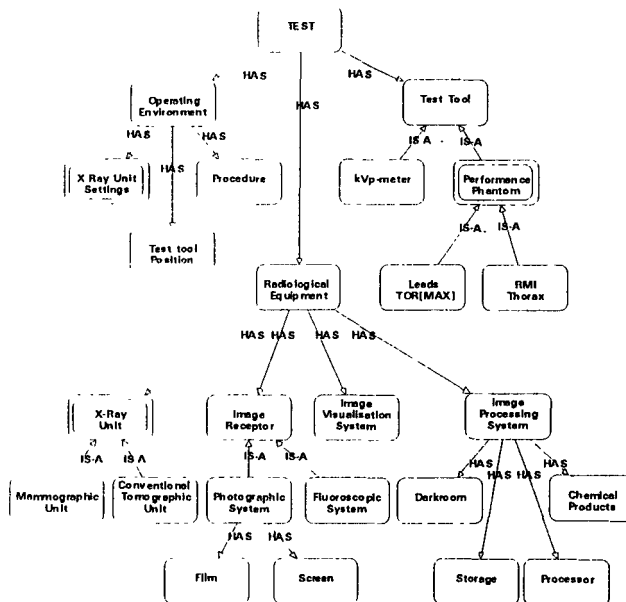 TEST
HAS
HAS
HAS
Operating
Environment
Test Tool
HAS
HAS
HAS
IS-A
IS-A
X Ray Unit
Settings
Procedure
kVp-meter
Performance
Phantom
Test tool
Position
IS-A
IS-A
Radiological
Equipment
Leads
TOR[MAX]
RMI
Thorax
HAS
HAS
HAS
HAS
X-Ray
Unit
Image
Receptor
Image
Visualisation
System
Image
Processing
System
IS-A
IS-A
IS-A
IS-A
HAS
HAS
HAS
HAS
Mammographic
Unit
Conventional
Tomographic
Unit
Photographic
System
Fluoroscopic
System
Darkroom
Chemical
Products
HAS
HAS
Film
Screen
Storage
Processor